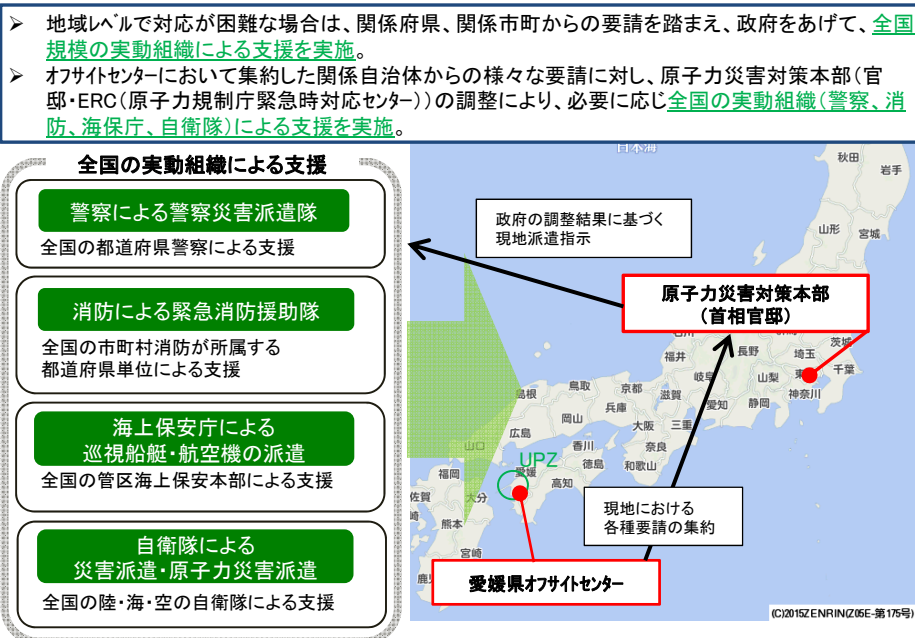 ➢ 地域レベルで対応が困難な場合は、関係府県、関係市町からの要請を踏まえ、政府をあげて、全国
規模の実動組織による支援を実施。
➢ オフサイトセンターにおいて集約した関係自治体からの様々な要請に対し、原子力災害対策本部(官
邸・ERC(原子力規制庁緊急時対応センター))の調整により、必要に応じ全国の実動組織(警察、消
防、海保庁、自衛隊)による支援を実施。
全国の実動組織による支援
警察による警察災害派遣隊
全国の都道府県警察による支援
消防による緊急消防援助隊
全国の市町村消防が所属する
都道府県単位による支援
海上保安庁による
巡視船艇・航空機の派遣
全国の管区海上保安本部による支援
自衛隊による
災害派遣・原子力災害派遣
全国の陸・海・空の自衛隊による支援
日本海
秋田
岩手
山形
宮城
政府の調整結果に基づく
現地派遣指示
原子力災害対策本部
(首相官邸)
茨城
福井
長野
埼玉
千葉
岐阜
山梨
神奈川
島根
鳥取
京都
滋賀
愛知
静岡
兵庫
岡山
広島
大阪
三重
山口
香川
奈良
UPZ
愛媛
徳島
和歌山
福岡
高知
佐賀
大分
熊本
宮崎
現地における
各種要請の集約
愛媛県オフサイトセンター
(C)2015ZENRIN(Z05E-第175号)